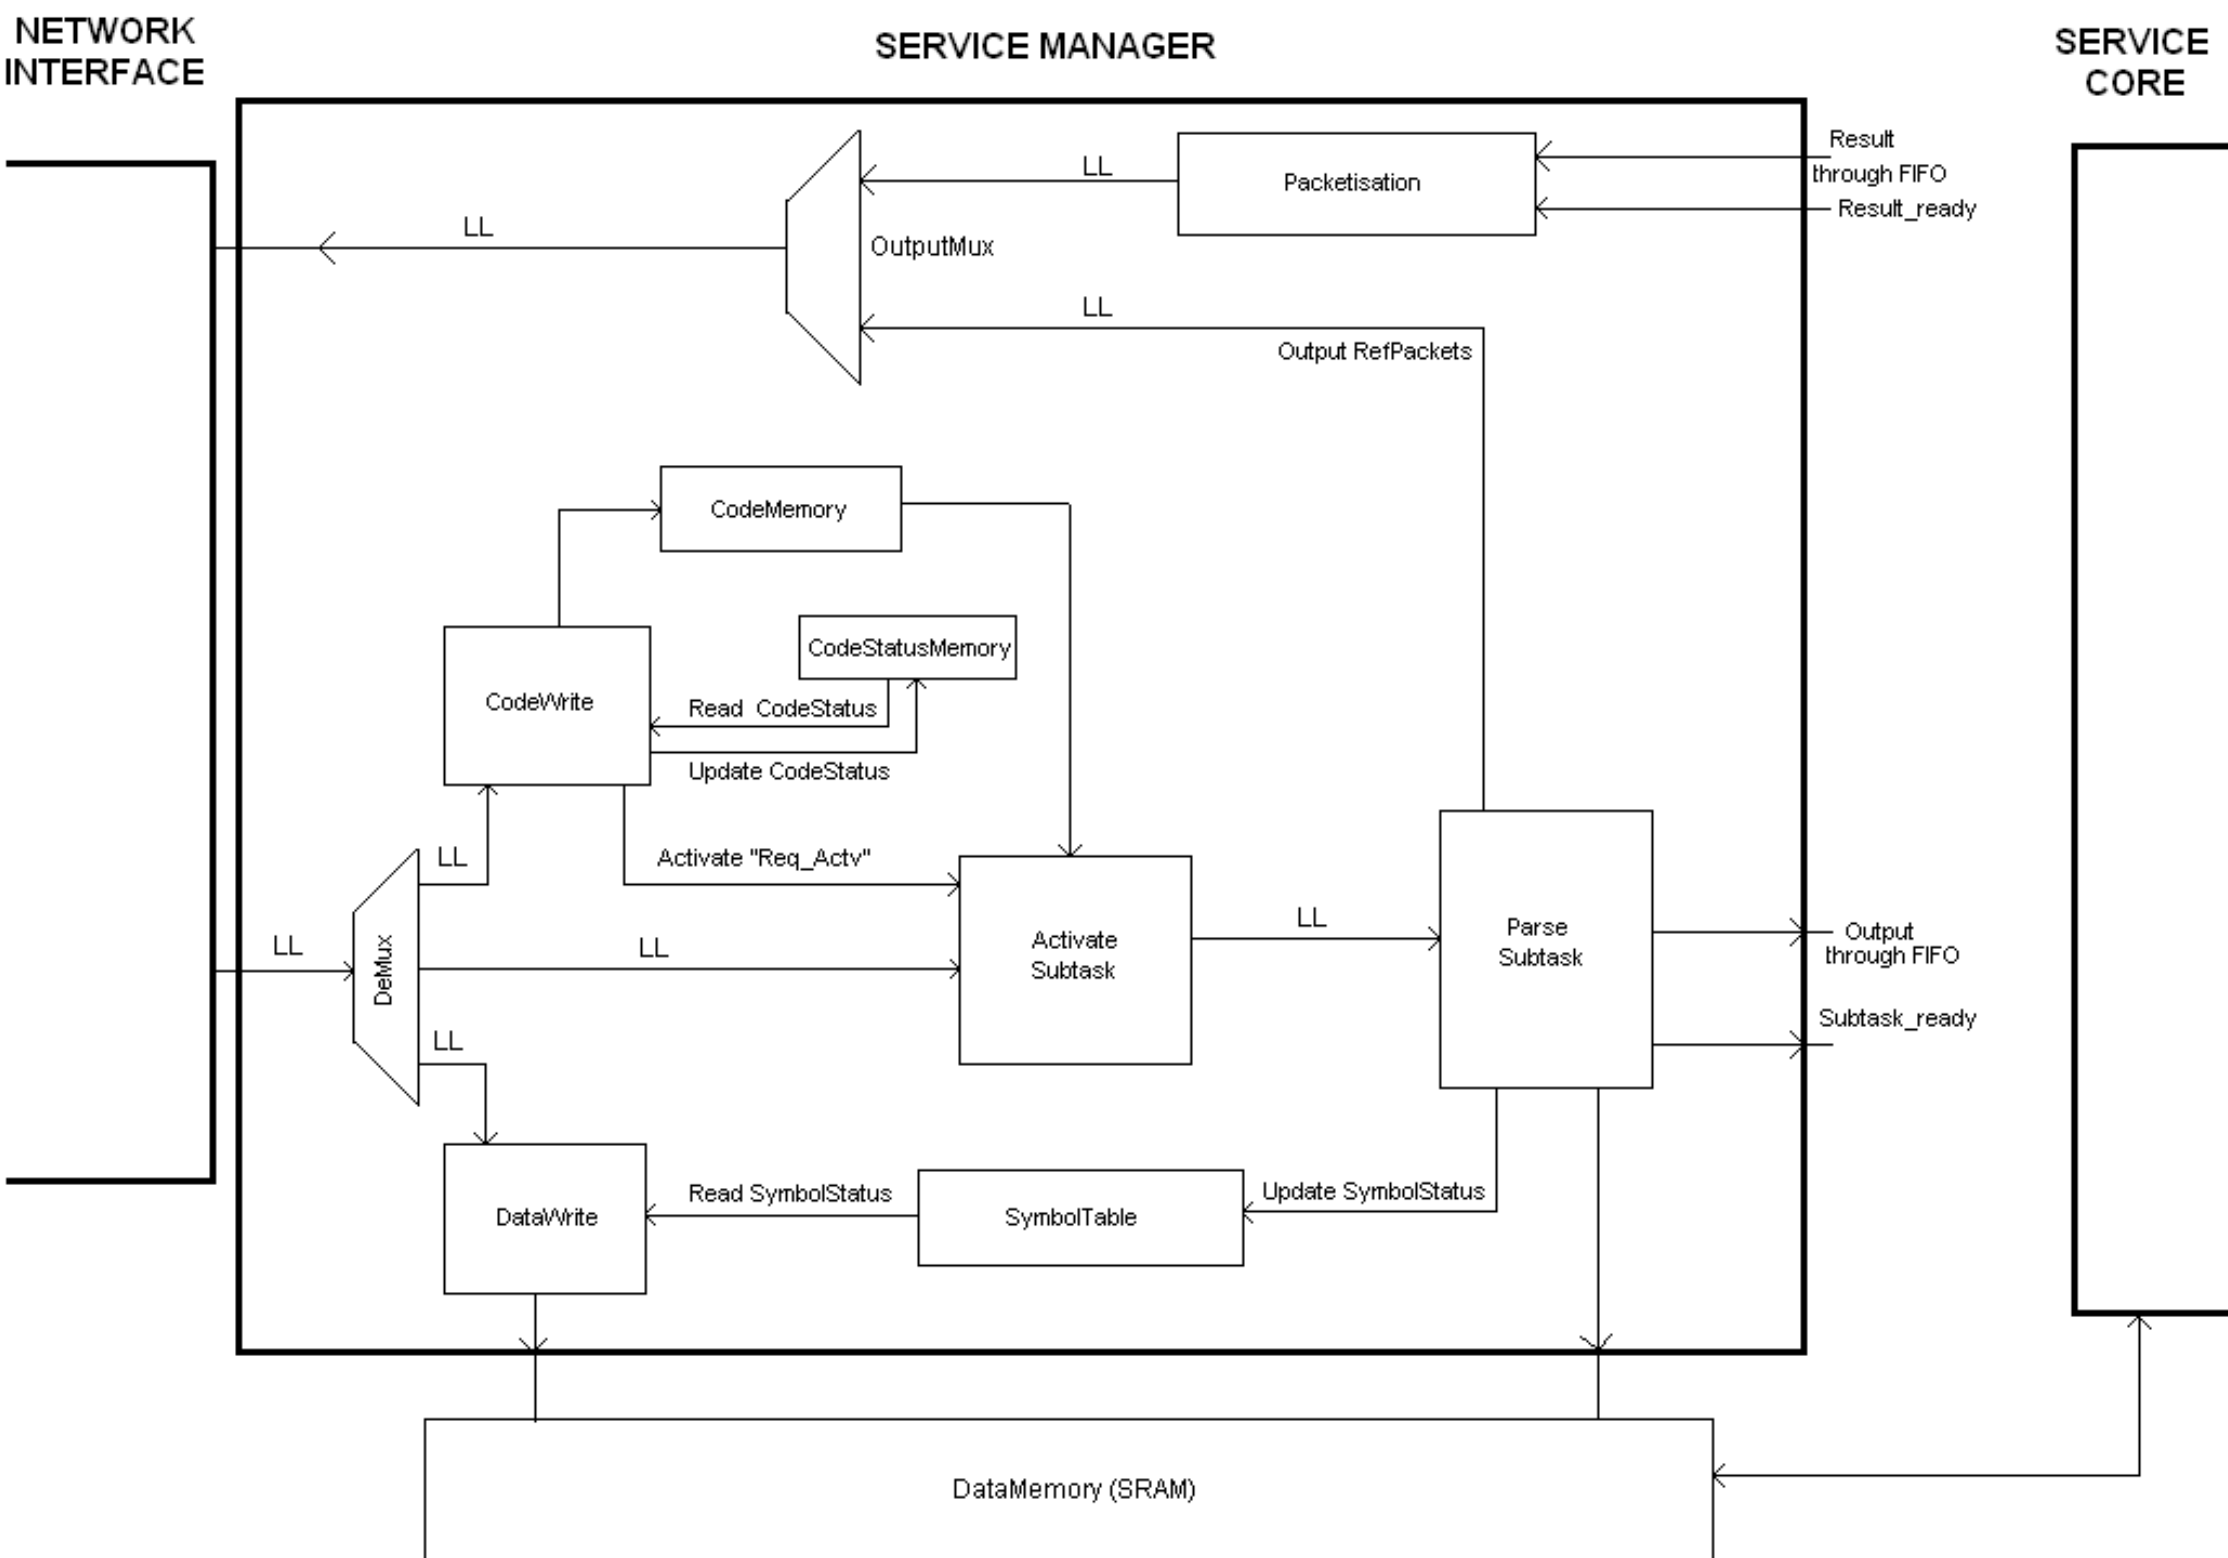 NETWORK
INTERFACE
SERVICE MANAGER
SERVICE
CORE
Result
through FIFO
Result_ready
LL
Packetisation
LL
OutputMux
LL
Output RefPackets
CodeMemory
CodeStatusMemory
CodeWrite
Read CodeStatus
Update CodeStatus
LL
Activate "Req_Actv"
LL
DeMux
LL
LL
Activate
Subtask
LL
Parse
Subtask
Output
through FIFO
Subtask_ready
DataWrite
Read SymbolStatus
SymbolTable
Update SymbolStatus
DataMemory (SRAM)